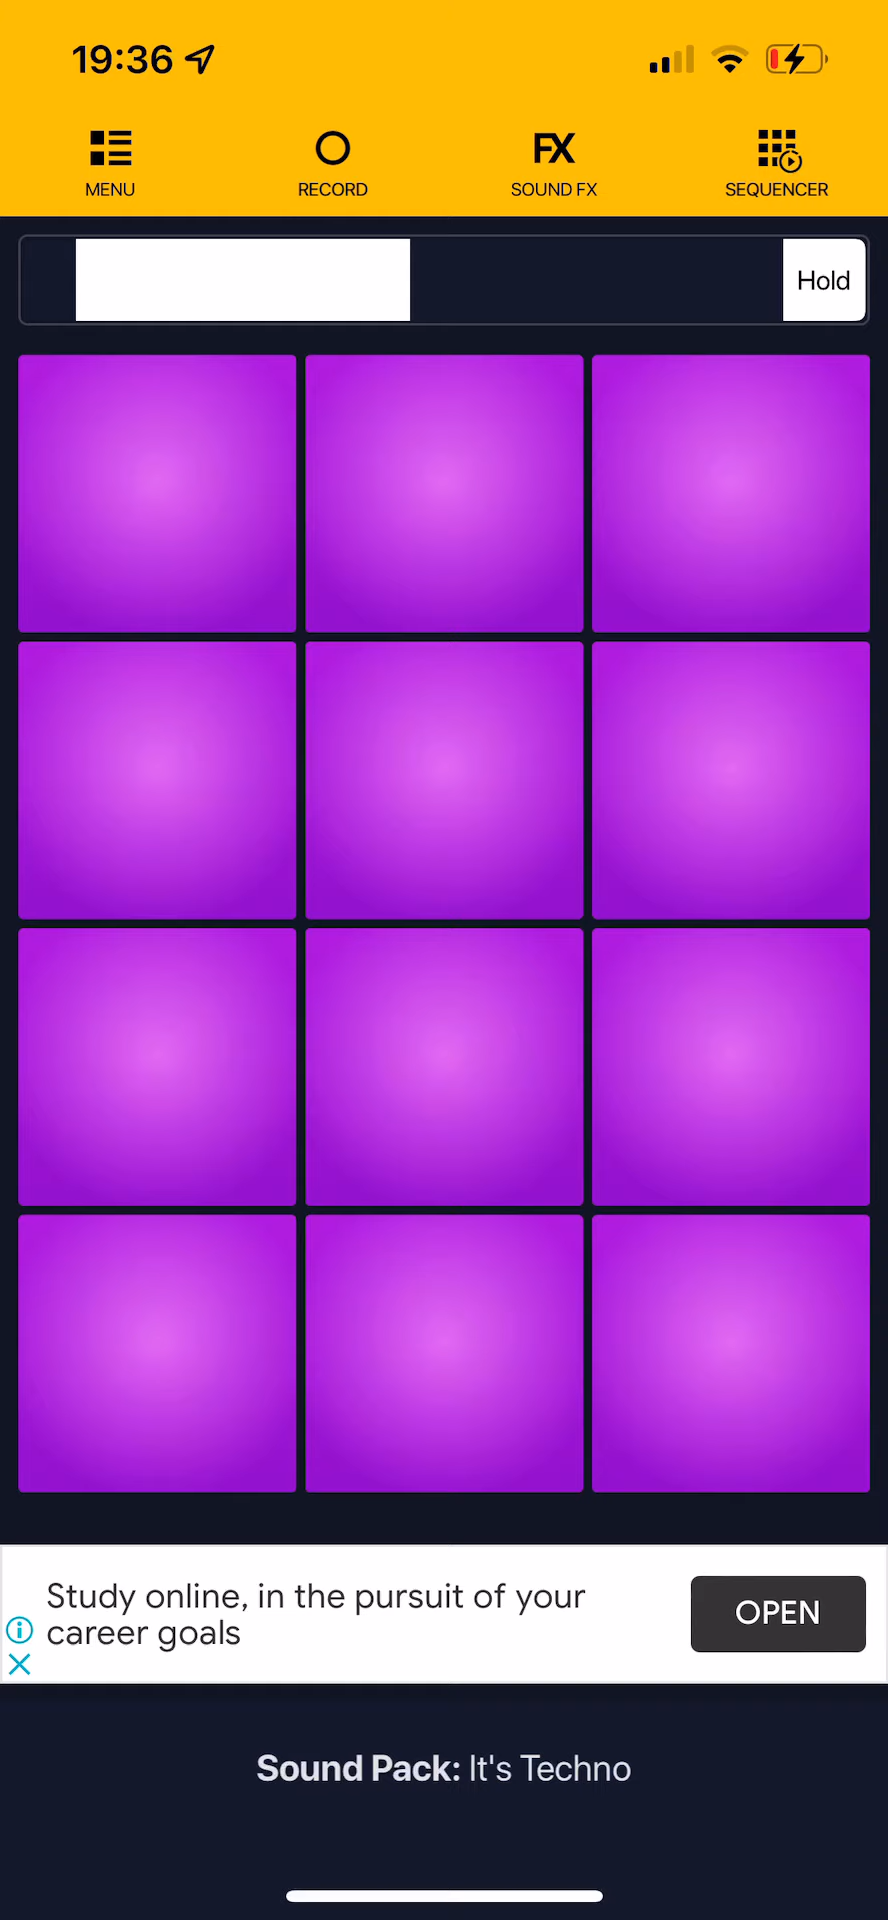 19:36
MENU
RECORD
FX
SOUND FX
SEQUENCER
Hold
Study online, in the pursuit of your
career goals
OPEN
Sound Pack: It's Techno